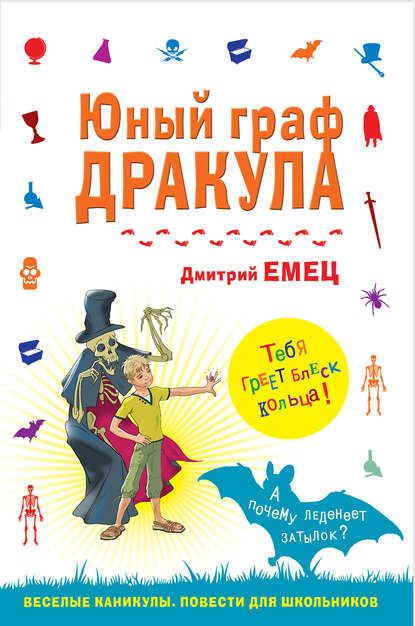 Юный граф
ДРАКУЛА
Дмитрий ЕМЕЦ
Тебя
греет блеск
кольца!
А
почему леденеет
затылок?
ВЕСЕЛЫЕ КАНИКУЛЫ. ПОВЕСТИ ДЛЯ ШКОЛЬНИКОВ